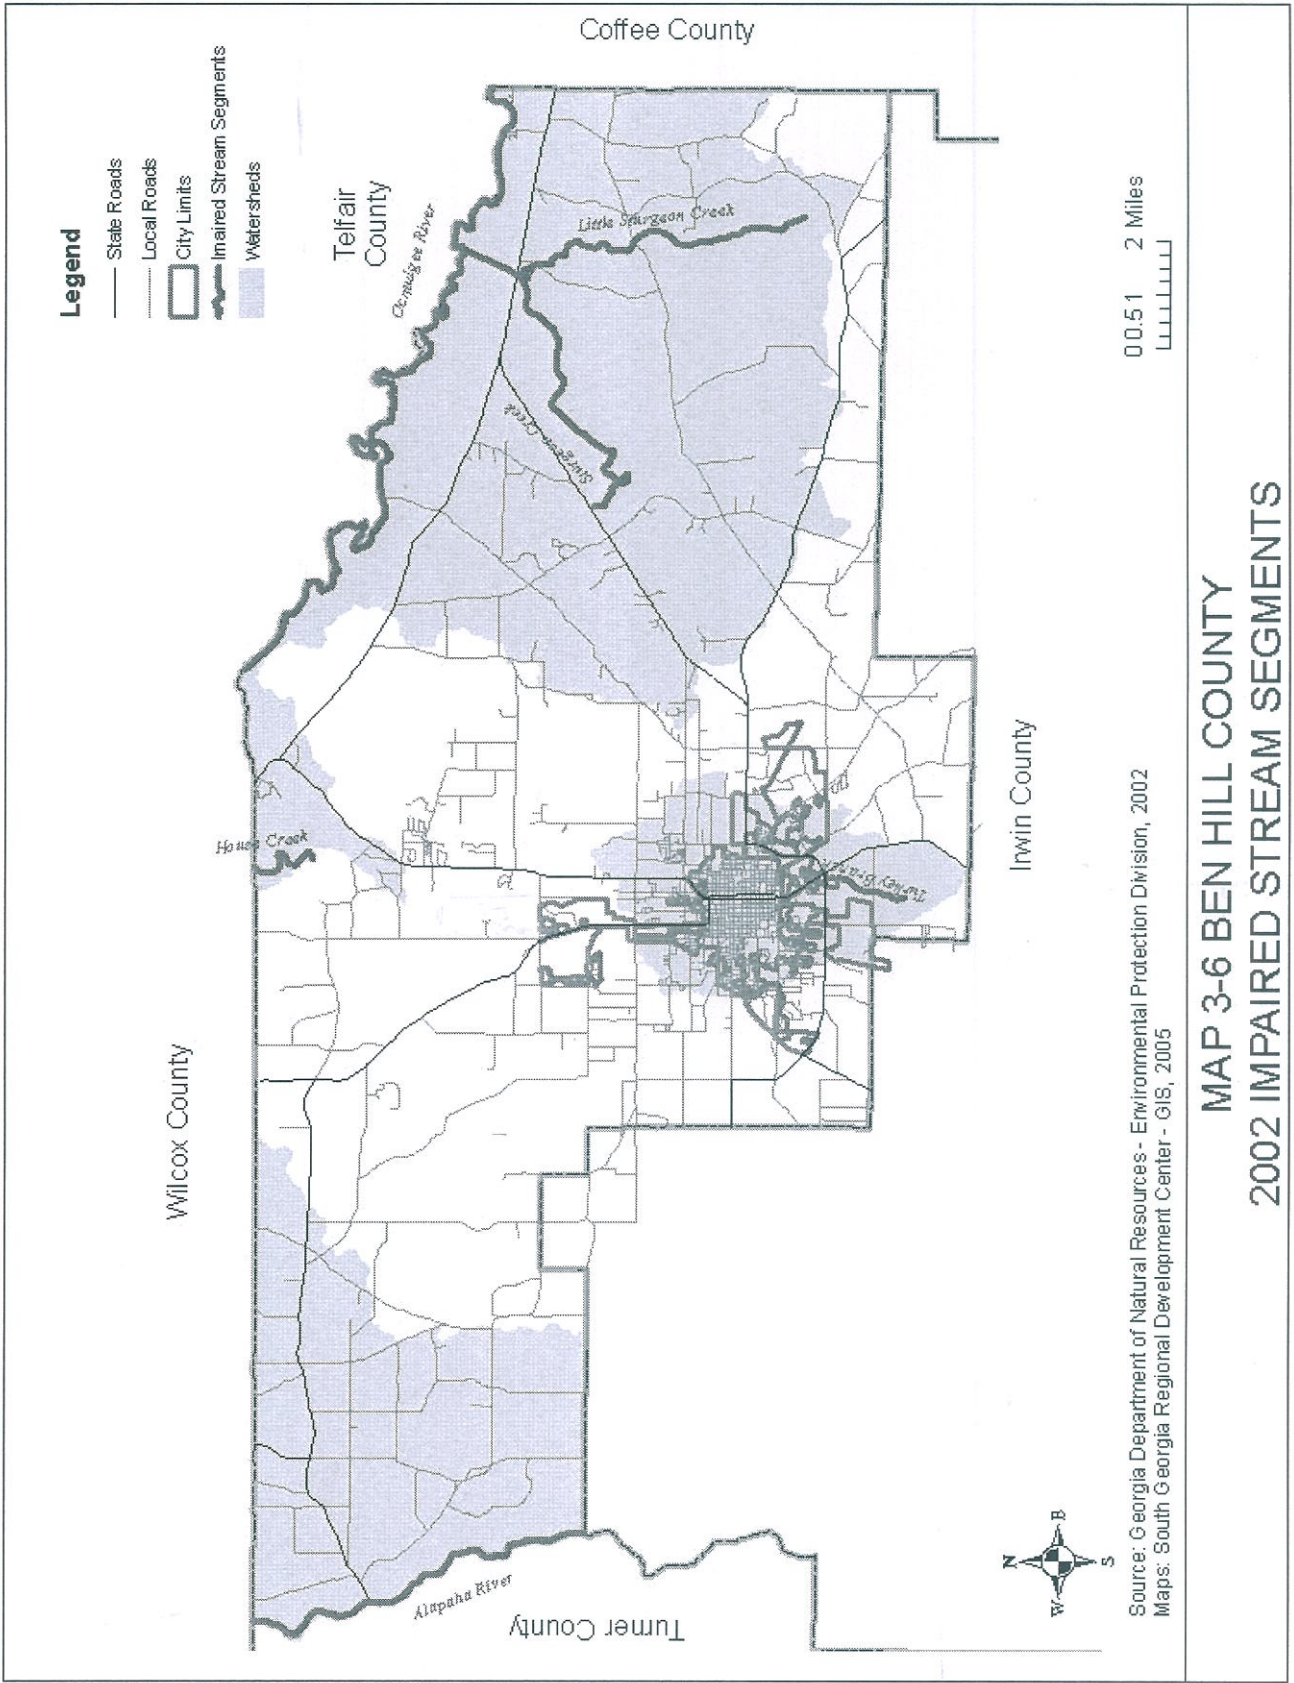 Coffee County
Legend
State Roads
Local Roads
City Limits
Imaired Stream Segments
Watersheds
Telfair
County
Ocmulgee River
Little Sturgeon Creek
Sturgeon Creek
House Creek
Turkey Branch
Wilcox County
Irwin County
Alapaha River
Turner County
0 0.5 1 2 Miles
N
W
E
S
Source: Georgia Department of Natural Resources - Environmental Protection Division, 2002
Maps: South Georgia Regional Development Center - GIS, 2005
MAP 3-6 BEN HILL COUNTY
2002 IMPAIRED STREAM SEGMENTS